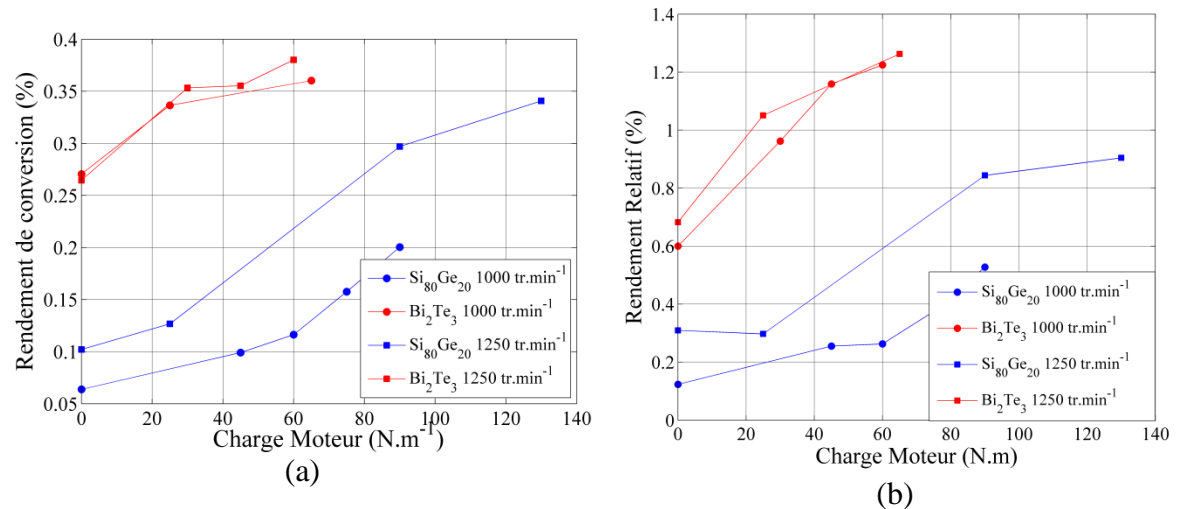 Rendement de conversion (%)
0.4
0.35
0.3
0.25
0.2
0.15
0.1
0.05
0 20 40 60 80 100 120 140
Charge Moteur (N.m⁻¹)
Si₈₀Ge₂₀ 1000 tr.min⁻¹
Bi₂Te₃ 1000 tr.min⁻¹
Si₈₀Ge₂₀ 1250 tr.min⁻¹
Bi₂Te₃ 1250 tr.min⁻¹
(a)
Rendement Relatif (%)
1.4
1.2
1
0.8
0.6
0.4
0.2
0
0 20 40 60 80 100 120 140
Charge Moteur (N.m)
Si₈₀Ge₂₀ 1000 tr.min⁻¹
Bi₂Te₃ 1000 tr.min⁻¹
Si₈₀Ge₂₀ 1250 tr.min⁻¹
Bi₂Te₃ 1250 tr.min⁻¹
(b)